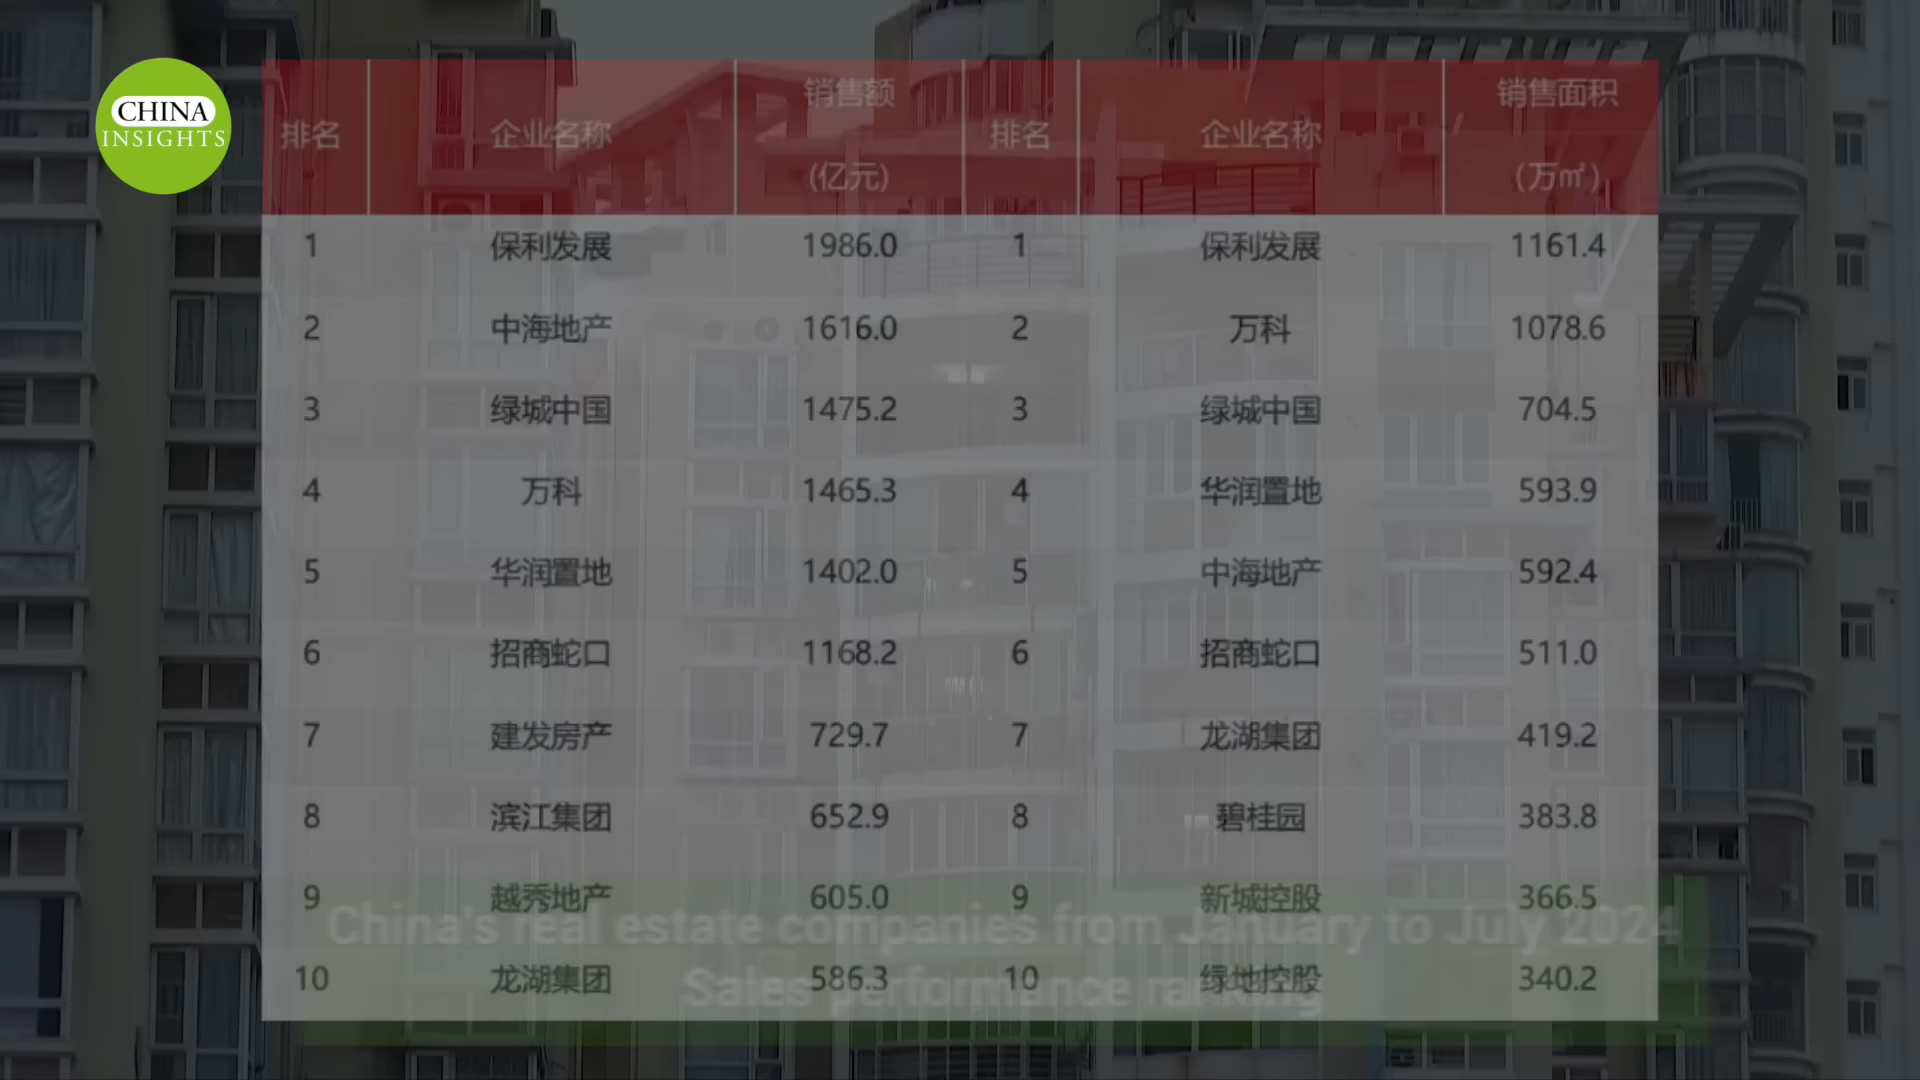 CHINA
INSIGHTS
排名 企业名称 销售额 (亿元) 排名 企业名称 销售面积 (万㎡)
1 保利发展 1986.0 1 保利发展 1161.4
2 中海地产 1616.0 2 万科 1078.6
3 绿城中国 1475.2 3 绿城中国 704.5
4 万科 1465.3 4 华润置地 593.9
5 华润置地 1402.0 5 中海地产 592.4
6 招商蛇口 1168.2 6 招商蛇口 511.0
7 建发房产 729.7 7 龙湖集团 419.2
8 滨江集团 652.9 8 碧桂园 383.8
9 越秀地产 605.0 9 新城控股 366.5
China's real estate companies from January to July 2024
10 龙湖集团 586.3 10 绿地控股 340.2
Sales performance ranking